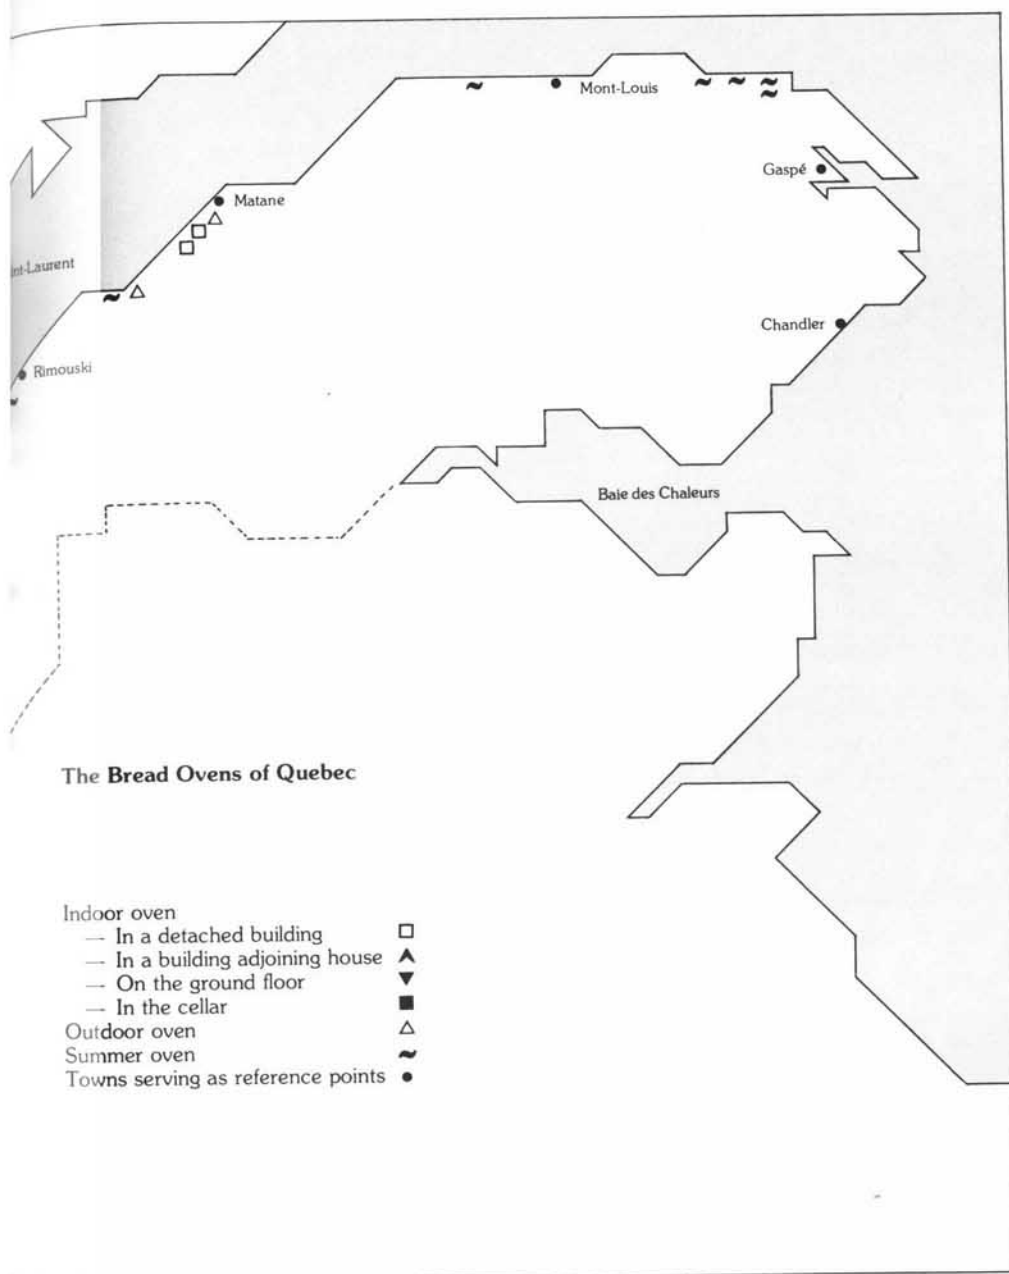 Mont-Louis
Gaspé
Matane
int-Laurent
Chandler
Rimouski
Baie des Chaleurs
The Bread Ovens of Quebec
Indoor oven
— In a detached building
— In a building adjoining house
— On the ground floor
— In the cellar
Outdoor oven
Summer oven
Towns serving as reference points